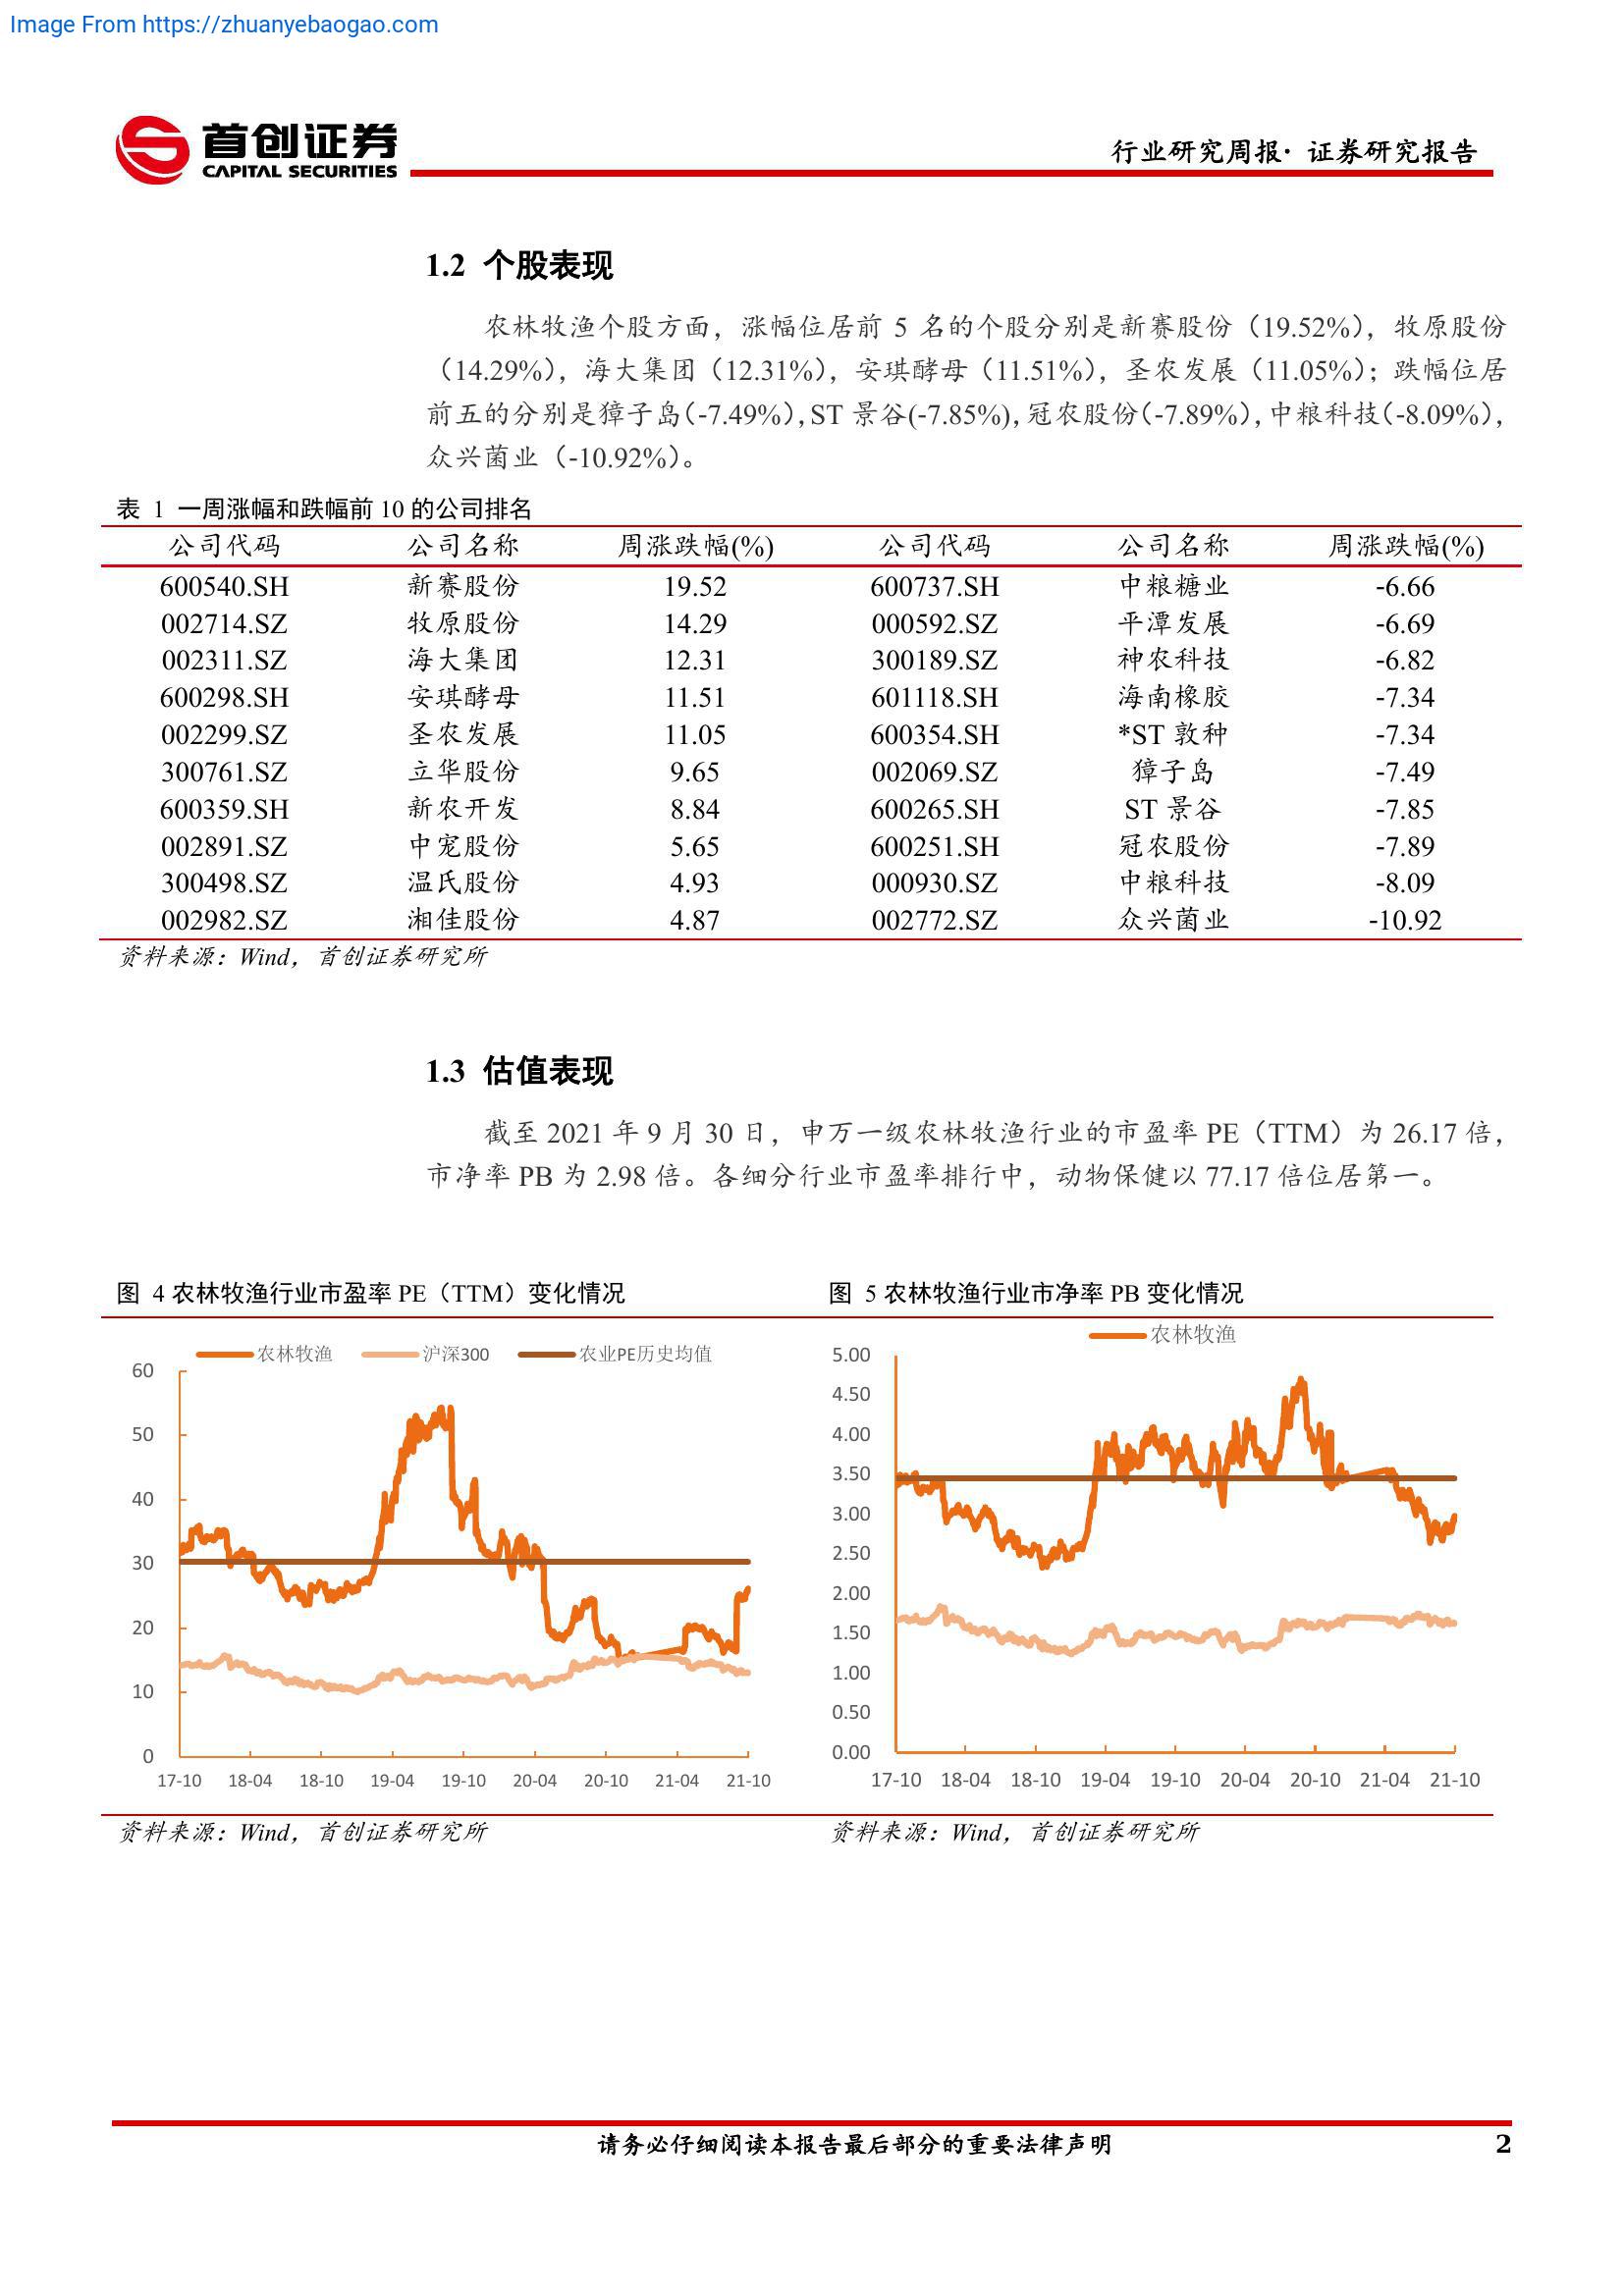 Image From https://zhuanyebaogao.com
首创证券
CAPITAL SECURITIES
行业研究周报· 证券研究报告
1.2 个股表现
农林牧渔个股方面，涨幅位居前 5 名的个股分别是新赛股份（19.52%），牧原股份
（14.29%），海大集团（12.31%），安琪酵母（11.51%），圣农发展（11.05%）；跌幅位居
前五的分别是獐子岛（-7.49%），ST 景谷(-7.85%)，冠农股份（-7.89%），中粮科技（-8.09%），
众兴菌业（-10.92%）。
表 1 一周涨幅和跌幅前 10 的公司排名
公司代码 公司名称 周涨跌幅(%) 公司代码 公司名称 周涨跌幅(%)
600540.SH 新赛股份 19.52 600737.SH 中粮糖业 -6.66
002714.SZ 牧原股份 14.29 000592.SZ 平潭发展 -6.69
002311.SZ 海大集团 12.31 300189.SZ 神农科技 -6.82
600298.SH 安琪酵母 11.51 601118.SH 海南橡胶 -7.34
002299.SZ 圣农发展 11.05 600354.SH *ST 敦种 -7.34
300761.SZ 立华股份 9.65 002069.SZ 獐子岛 -7.49
600359.SH 新农开发 8.84 600265.SH ST 景谷 -7.85
002891.SZ 中宠股份 5.65 600251.SH 冠农股份 -7.89
300498.SZ 温氏股份 4.93 000930.SZ 中粮科技 -8.09
002982.SZ 湘佳股份 4.87 002772.SZ 众兴菌业 -10.92
资料来源：Wind，首创证券研究所
1.3 估值表现
截至 2021 年 9 月 30 日，申万一级农林牧渔行业的市盈率 PE（TTM）为 26.17 倍，
市净率 PB 为 2.98 倍。各细分行业市盈率排行中，动物保健以 77.17 倍位居第一。
图 4 农林牧渔行业市盈率 PE（TTM）变化情况
农林牧渔 沪深300 农业PE历史均值
60
50
40
30
20
10
0
17-10 18-04 18-10 19-04 19-10 20-04 20-10 21-04 21-10
资料来源：Wind，首创证券研究所
图 5 农林牧渔行业市净率 PB 变化情况
农林牧渔
5.00
4.50
4.00
3.50
3.00
2.50
2.00
1.50
1.00
0.50
0.00
17-10 18-04 18-10 19-04 19-10 20-04 20-10 21-04 21-10
资料来源：Wind，首创证券研究所
请务必仔细阅读本报告最后部分的重要法律声明
2